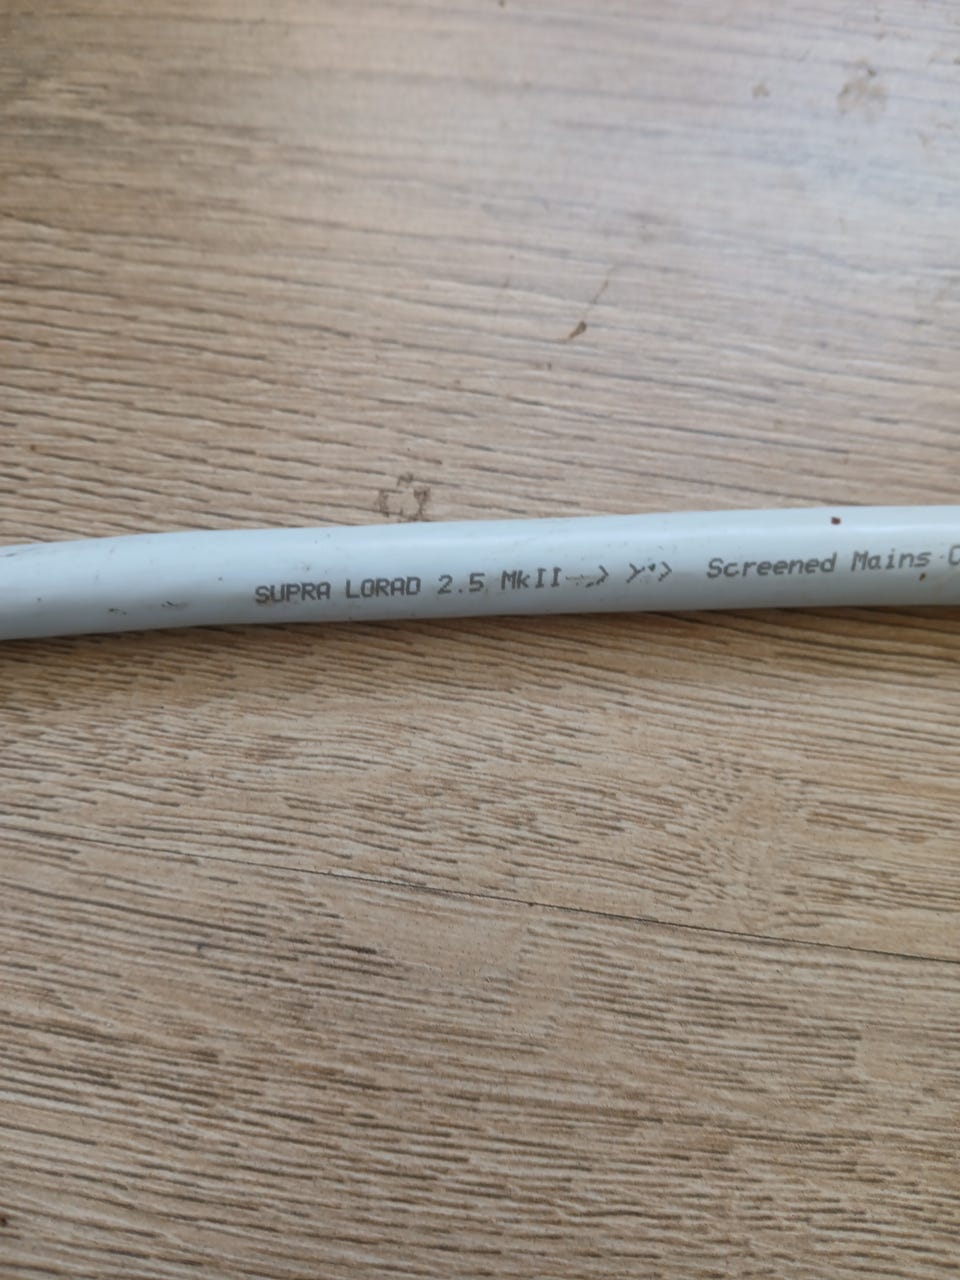 SUPRA LORAD 2.5 MkII >>> >>> Screened Mains